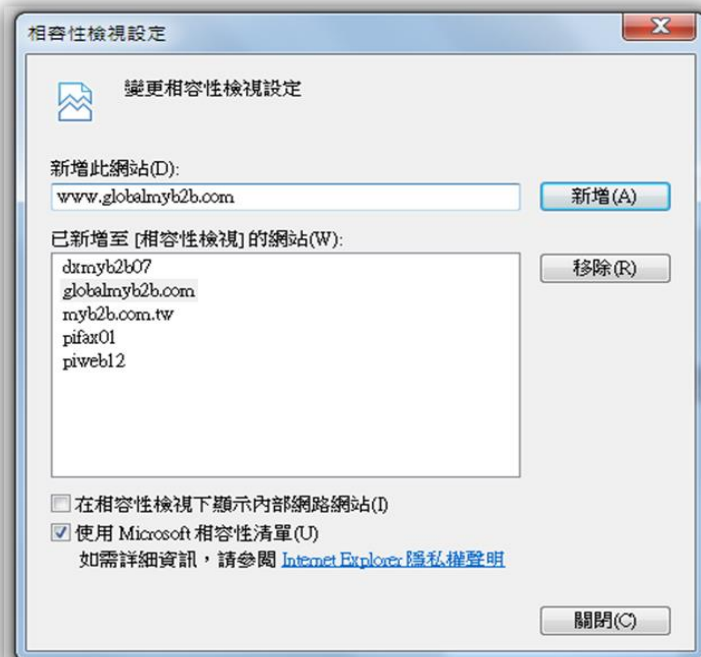 相容性檢視設定
變更相容性檢視設定
新增此網站(D):
www.globalmyb2b.com
新增(A)
已新增至 [相容性檢視] 的網站(W):
移除(R)
dxmyb2b07
globalmyb2b.com
myb2b.com.tw
pifax01
piweb12
在相容性檢視下顯示內部網路網站(I)
使用 Microsoft 相容性清單(U)
如需詳細資訊，請參閱 Internet Explorer 隱私權聲明
關閉(C)